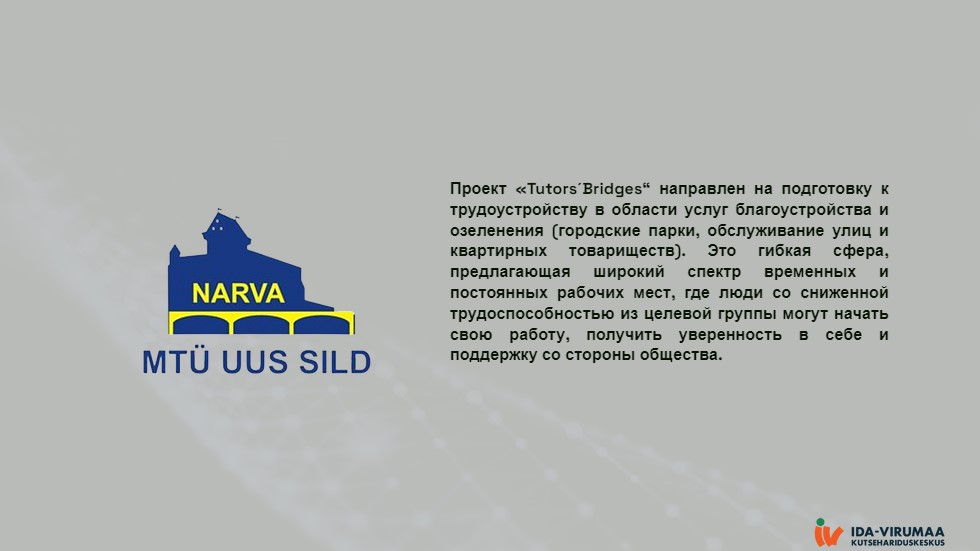 NARVA
MTÜ UUS SILD
Проект «Tutors´Bridges“ направлен на подготовку к
трудоустройству в области услуг благоустройства и
озеленения (городские парки, обслуживание улиц и
квартирных товариществ). Это гибкая сфера,
предлагающая широкий спектр временных и
постоянных рабочих мест, где люди со сниженной
трудоспособностью из целевой группы могут начать
свою работу, получить уверенность в себе и
поддержку со стороны общества.
IDA-VIRUMAA
KUTSEHARIDUSKESKUS